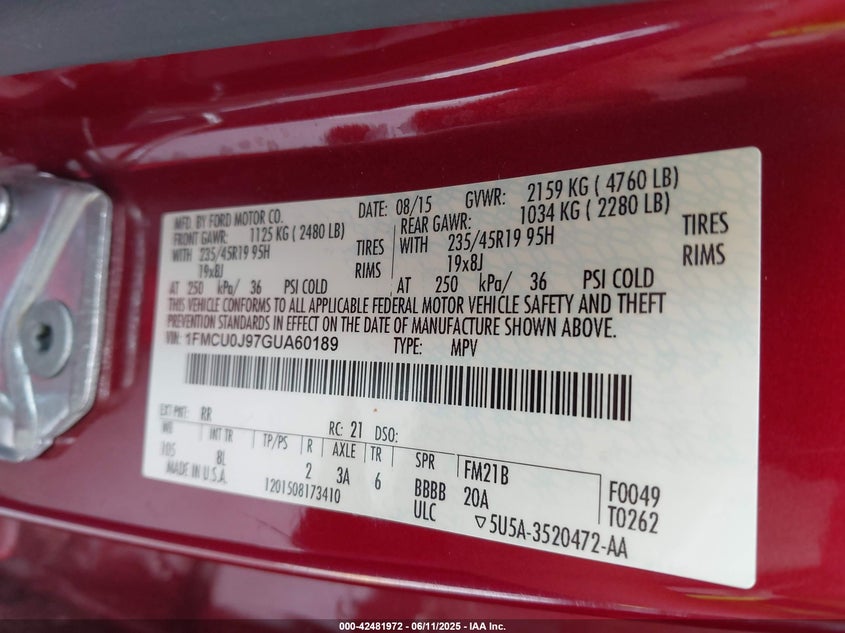 MFD. BY FORD MOTOR CO. DATE: 08/15 GVWR: 2159 KG ( 4760 LB)
FRONT GAWR: 1125 KG ( 2480 LB) REAR GAWR: 1034 KG ( 2280 LB)
WITH 235/45R19 95H TIRES WITH 235/45R19 95H TIRES
19x8J RIMS 19x8J RIMS
AT 250 kPa/ 36 PSI COLD AT 250 kPa/ 36 PSI COLD
THIS VEHICLE CONFORMS TO ALL APPLICABLE FEDERAL MOTOR VEHICLE SAFETY AND THEFT
PREVENTION STANDARDS IN EFFECT ON THE DATE OF MANUFACTURE SHOWN ABOVE.
VIN: 1FMCU0J97GUA60189 TYPE: MPV
EXT PNT: RR RC: 21 DSO:
WB INT TR TP/PS R AXLE TR SPR FM21B F0049
105 8L 2 3A 6 BBBB 20A T0262
MADE IN U.S.A. 1201508173410 ULC ▽5U5A-3520472-AA
000-42481972 - 06/11/2025 - IAA Inc.